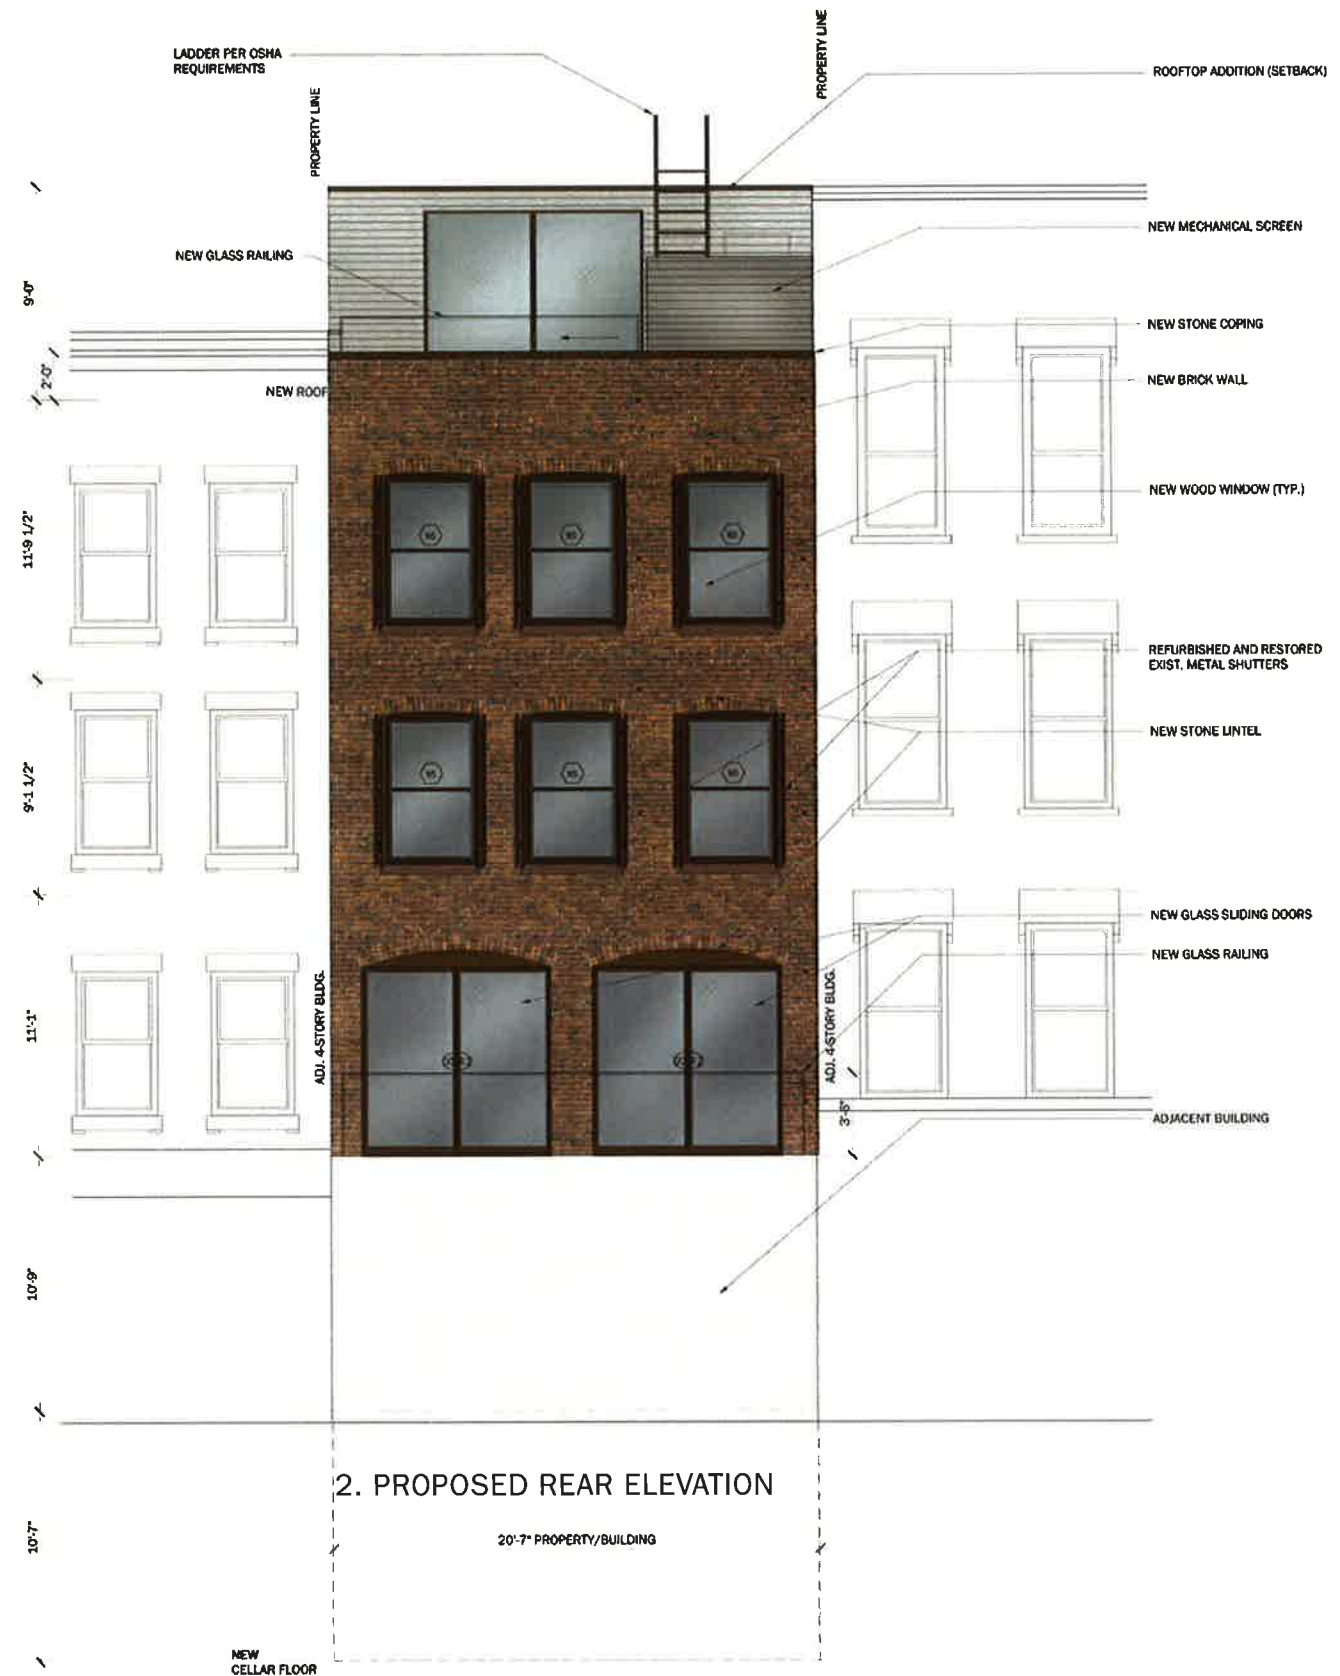 LADDER PER OSHA
REQUIREMENTS
PROPERTY LINE
PROPERTY LINE
ROOFTOP ADDITION (SETBACK)
NEW MECHANICAL SCREEN
NEW GLASS RAILING
9'-0"
NEW STONE COPING
2'-0"
NEW ROOF
NEW BRICK WALL
NEW WOOD WINDOW (TYP.)
11'-9 1/2"
REFURBISHED AND RESTORED
EXIST. METAL SHUTTERS
NEW STONE LINTEL
9'-1 1/2"
NEW GLASS SLIDING DOORS
NEW GLASS RAILING
11'-1"
ADJ. 4-STORY BLDG.
ADJ. 4-STORY BLDG.
3'-6"
ADJACENT BUILDING
10'-9"
2. PROPOSED REAR ELEVATION
20'-7" PROPERTY/BUILDING
10'-7"
NEW
CELLAR FLOOR